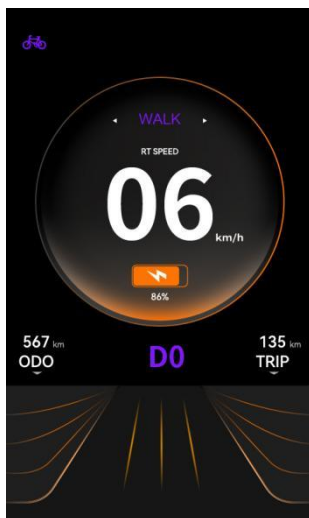 WALK
RT SPEED
06 km/h
86%
567 km
ODO
D0
135 km
TRIP